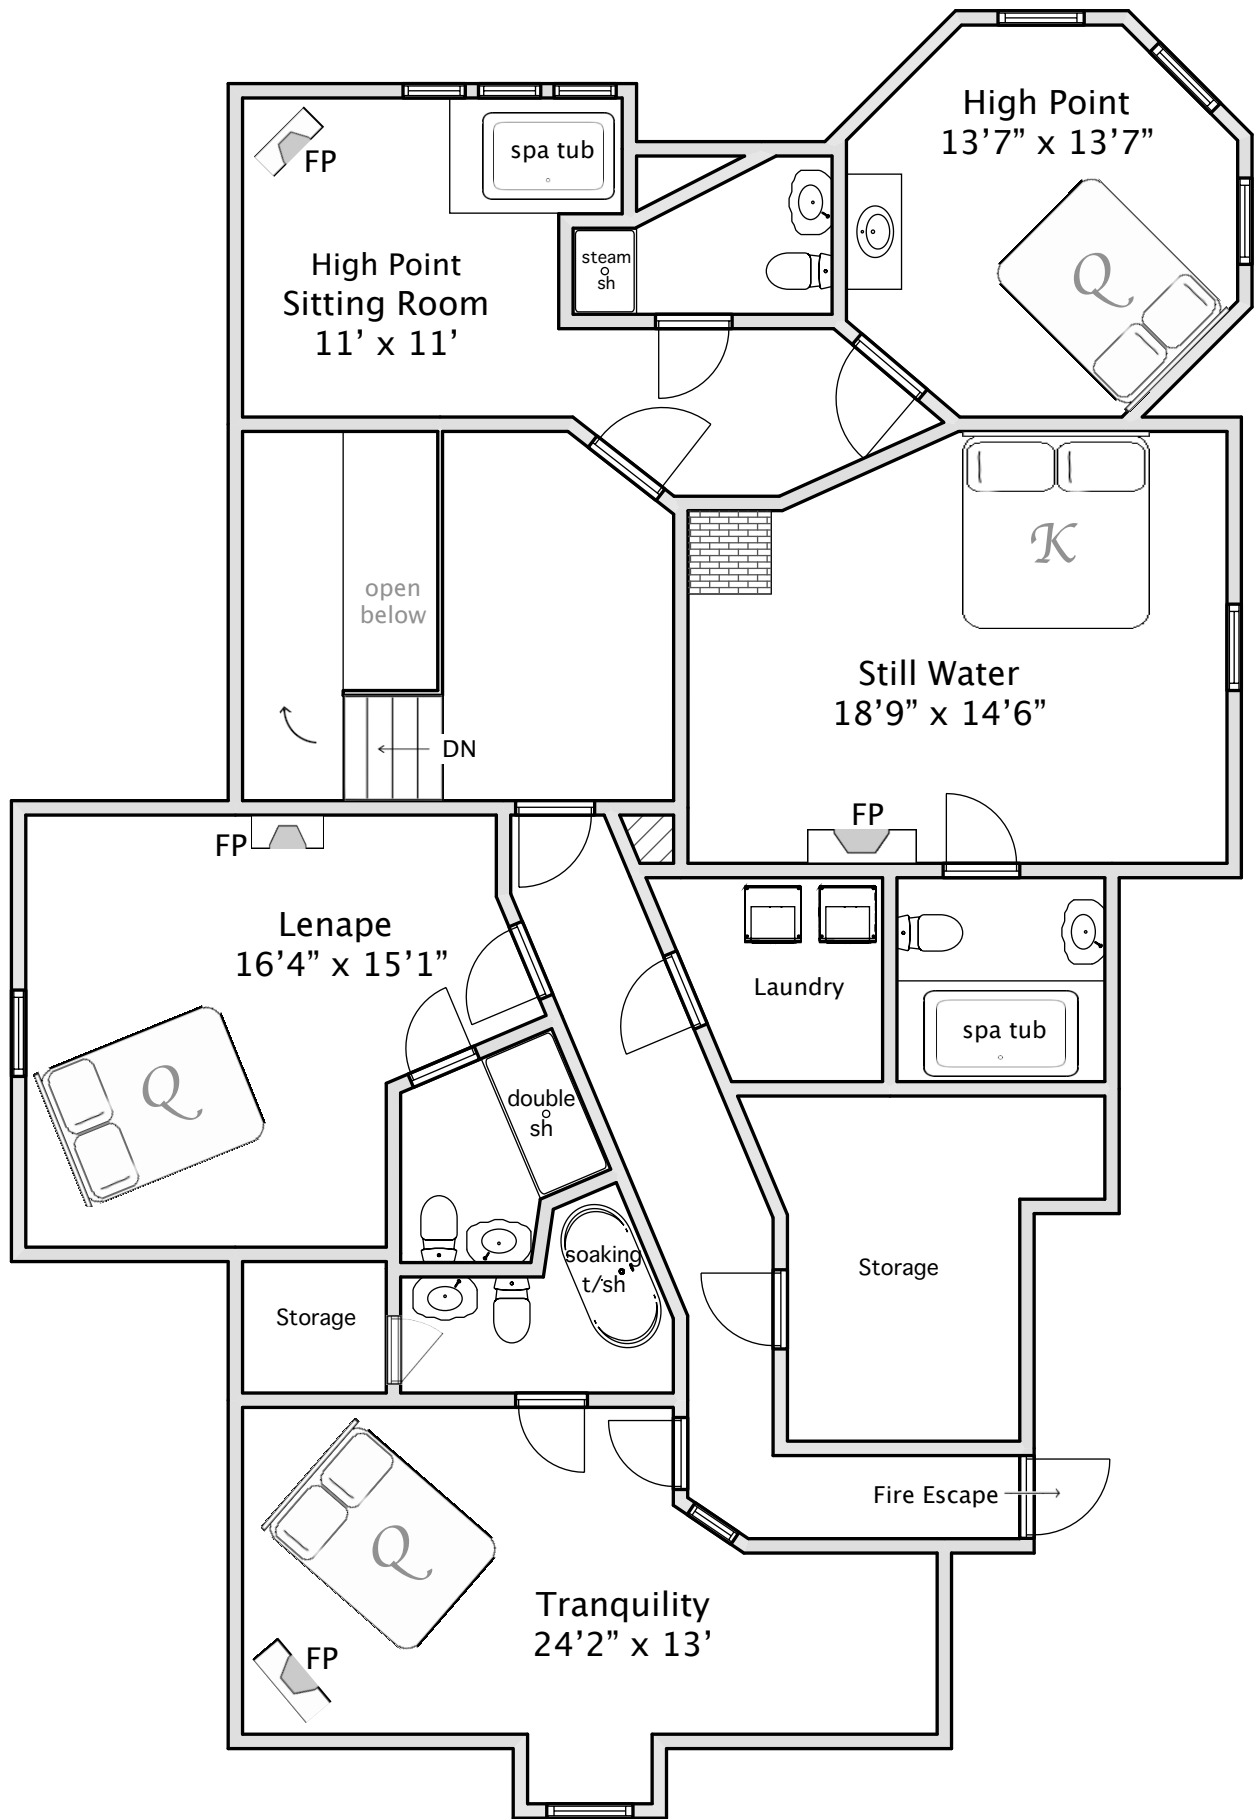 High Point
13'7" x 13'7"
FP
spa tub
steam
sh
High Point
Sitting Room
11' x 11'
Q
K
open
below
Still Water
18'9" x 14'6"
DN
FP
FP
Lenape
16'4" x 15'1"
Laundry
spa tub
Q
double
sh
soaking
t/sh
Storage
Storage
Fire Escape
Q
Tranquility
24'2" x 13'
FP